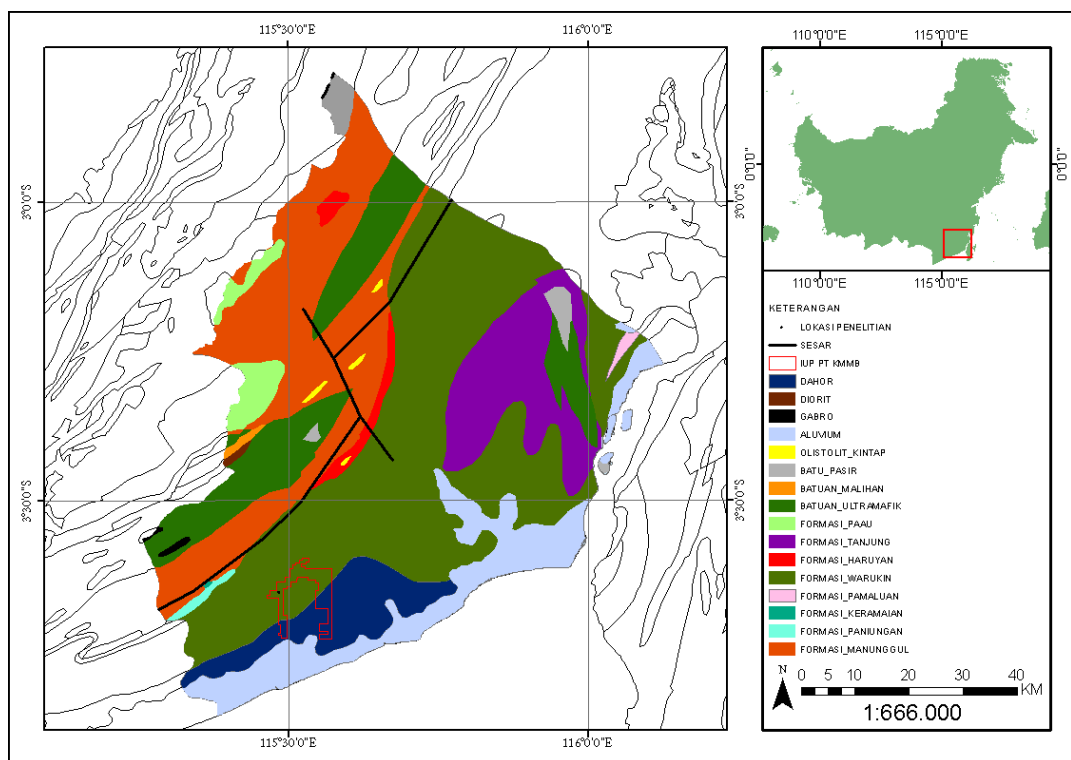 115°30'0"E
116°0'0"E
3°0'0"S
3°30'0"S
3°0'0"S
3°30'0"S
115°30'0"E
116°0'0"E
110°0'0"E
115°0'0"E
0°0'0"
0°0'0"
110°0'0"E
115°0'0"E
KETERANGAN
LOKASI PENELITIAN
SESAR
IUP PT KMMB
DAHOR
DIORIT
GABRO
ALUVIUM
OLISTOLIT_KINTAP
BATU_PASIR
BATUAN_MALIHAN
BATUAN_ULTRAMAFIK
FORMASI_PAAU
FORMASI_TANJUNG
FORMASI_HARUYAN
FORMASI_WARUKIN
FORMASI_PAMALUAN
FORMASI_KERAMAIAN
FORMASI_PANIUNGAN
FORMASI_MANUNGGUL
N
0 5 10 20 30 40
KM
1:666.000